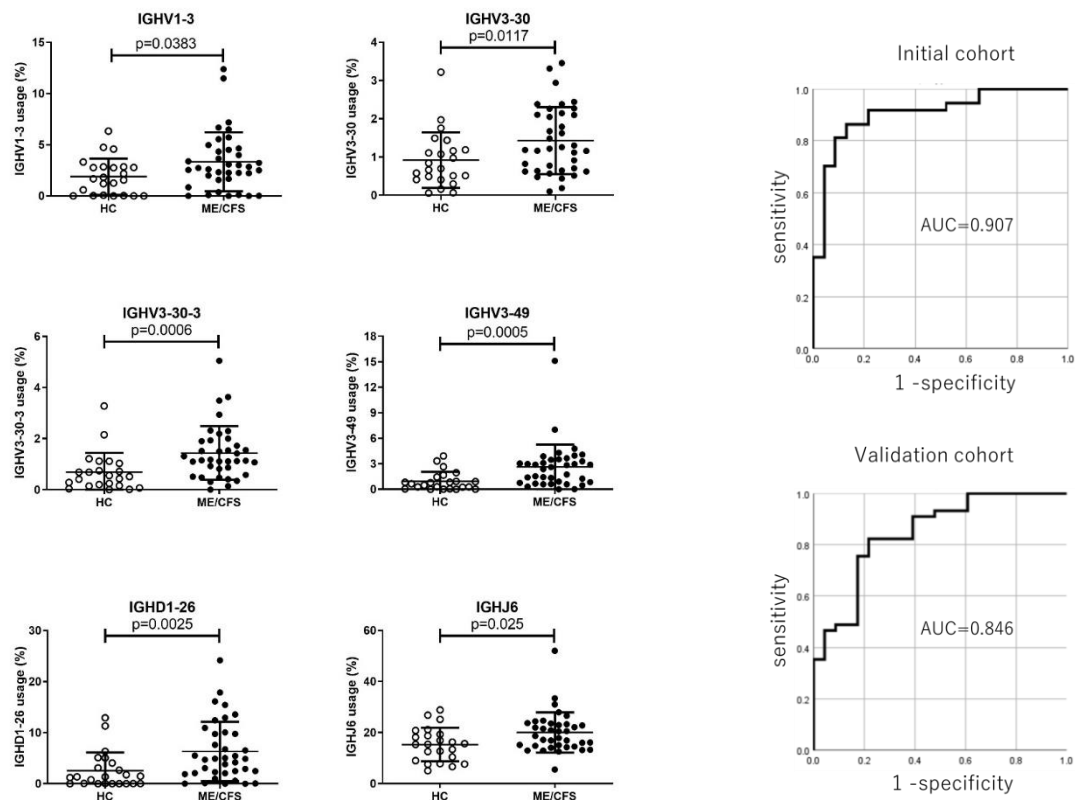 IGHV1-3
p=0.0383
IGHV1-3 usage (%)
15
10
5
0
HC
ME/CFS
IGHV3-30
p=0.0117
IGHV3-30 usage (%)
4
3
2
1
0
HC
ME/CFS
IGHV3-30-3
p=0.0006
IGHV3-30-3 usage (%)
6
4
2
0
HC
ME/CFS
IGHV3-49
p=0.0005
IGHV3-49 usage (%)
18
15
12
9
6
3
0
HC
ME/CFS
IGHD1-26
p=0.0025
IGHD1-26 usage (%)
30
20
10
0
HC
ME/CFS
IGHJ6
p=0.025
IGHJ6 usage (%)
60
40
20
0
HC
ME/CFS
Initial cohort
sensitivity
1.0
0.8
0.6
0.4
0.2
0.0
AUC=0.907
0.0 0.2 0.4 0.6 0.8 1.0
1 -specificity
Validation cohort
sensitivity
1.0
0.8
0.6
0.4
0.2
0.0
AUC=0.846
0.0 0.2 0.4 0.6 0.8 1.0
1 -specificity